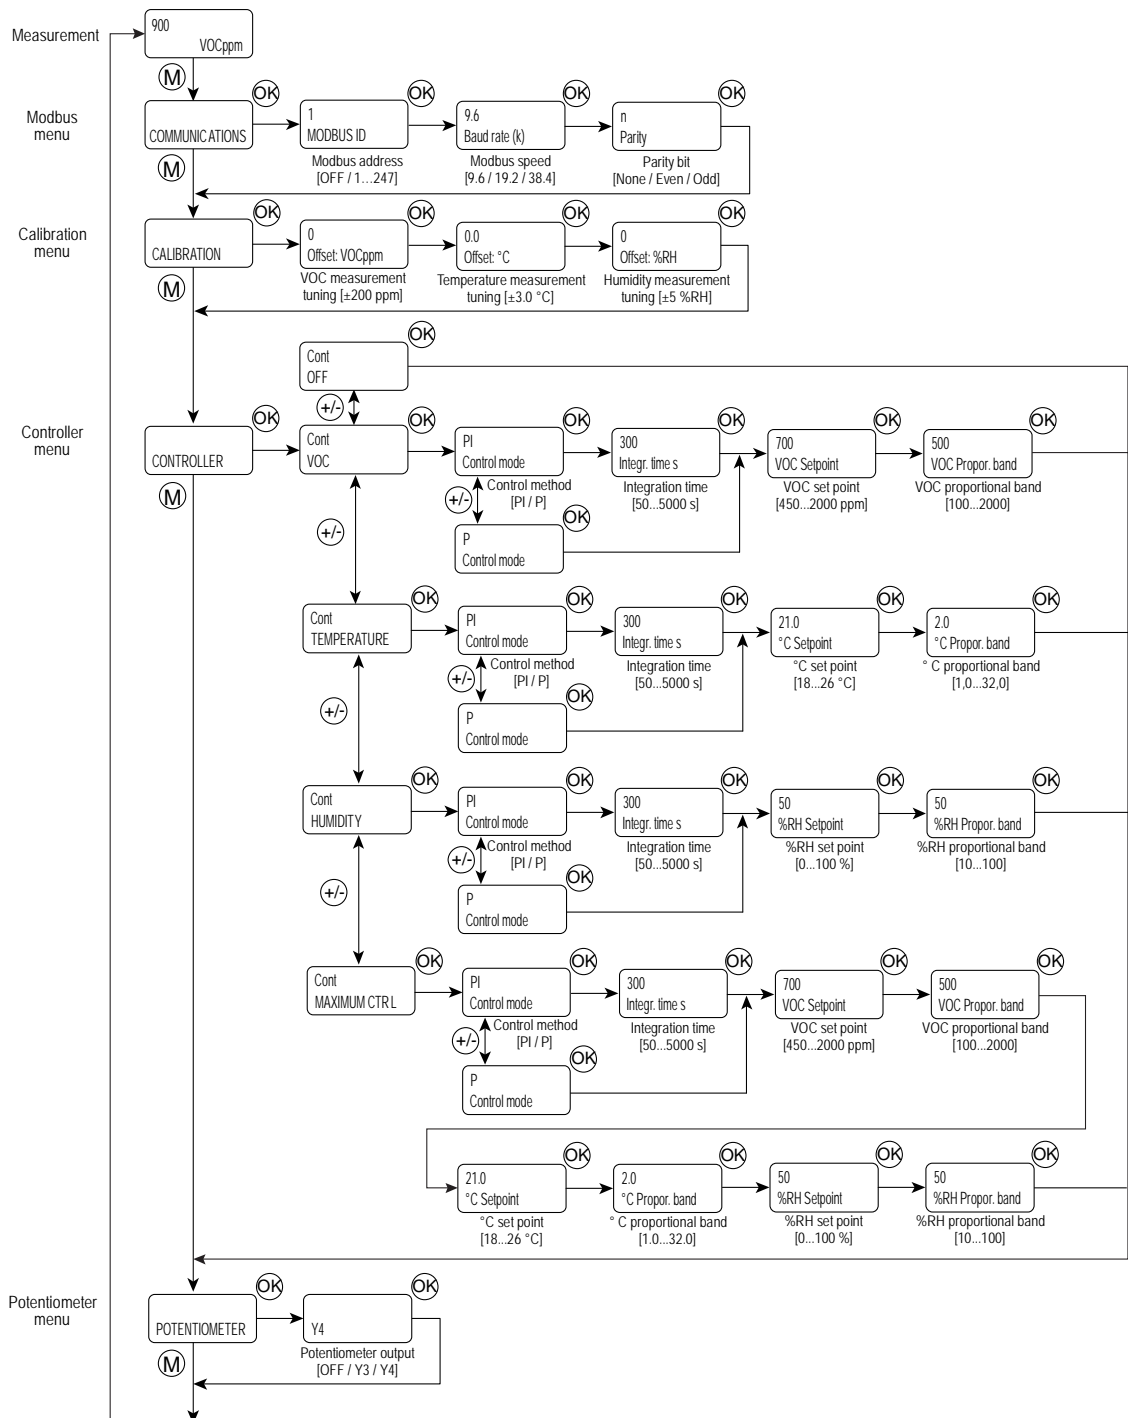 Measurement
900
VOCppm
M
OK
OK
OK
OK
Modbus
menu
COMMUNICATIONS
1
MODBUS ID
9.6
Baud rate (k)
n
Parity
M
Modbus address
[OFF / 1...247]
Modbus speed
[9.6 / 19.2 / 38.4]
Parity bit
[None / Even / Odd]
OK
OK
OK
OK
Calibration
menu
CALIBRATION
0
Offset: VOCppm
0.0
Offset: °C
0
Offset: %RH
M
VOC measurement
tuning [±200 ppm]
Temperature measurement
tuning [±3.0 °C]
Humidity measurement
tuning [±5 %RH]
Cont
OFF
OK
+/-
Controller
menu
CONTROLLER
OK
Cont
VOC
OK
PI
Control mode
OK
300
Integr. time s
OK
700
VOC Setpoint
OK
500
VOC Propor. band
OK
M
Control method
[PI / P]
+/-
Integration time
[50...5000 s]
VOC set point
[450...2000 ppm]
VOC proportional band
[100...2000]
P
Control mode
OK
+/-
Cont
TEMPERATURE
OK
PI
Control mode
OK
300
Integr. time s
OK
21.0
°C Setpoint
OK
2.0
°C Propor. band
OK
Control method
[PI / P]
+/-
Integration time
[50...5000 s]
°C set point
[18...26 °C]
° C proportional band
[1,0...32,0]
P
Control mode
OK
+/-
Cont
HUMIDITY
OK
PI
Control mode
OK
300
Integr. time s
OK
50
%RH Setpoint
OK
50
%RH Propor. band
OK
Control method
[PI / P]
+/-
Integration time
[50...5000 s]
%RH set point
[0...100 %]
%RH proportional band
[10...100]
P
Control mode
OK
+/-
Cont
MAXIMUM CTRL
OK
PI
Control mode
OK
300
Integr. time s
OK
700
VOC Setpoint
OK
500
VOC Propor. band
OK
Control method
[PI / P]
+/-
Integration time
[50...5000 s]
VOC set point
[450...2000 ppm]
VOC proportional band
[100...2000]
P
Control mode
OK
21.0
°C Setpoint
OK
2.0
°C Propor. band
OK
50
%RH Setpoint
OK
50
%RH Propor. band
OK
°C set point
[18...26 °C]
° C proportional band
[1.0...32.0]
%RH set point
[0...100 %]
%RH proportional band
[10...100]
Potentiometer
menu
POTENTIOMETER
OK
Y4
OK
M
Potentiometer output
[OFF / Y3 / Y4]